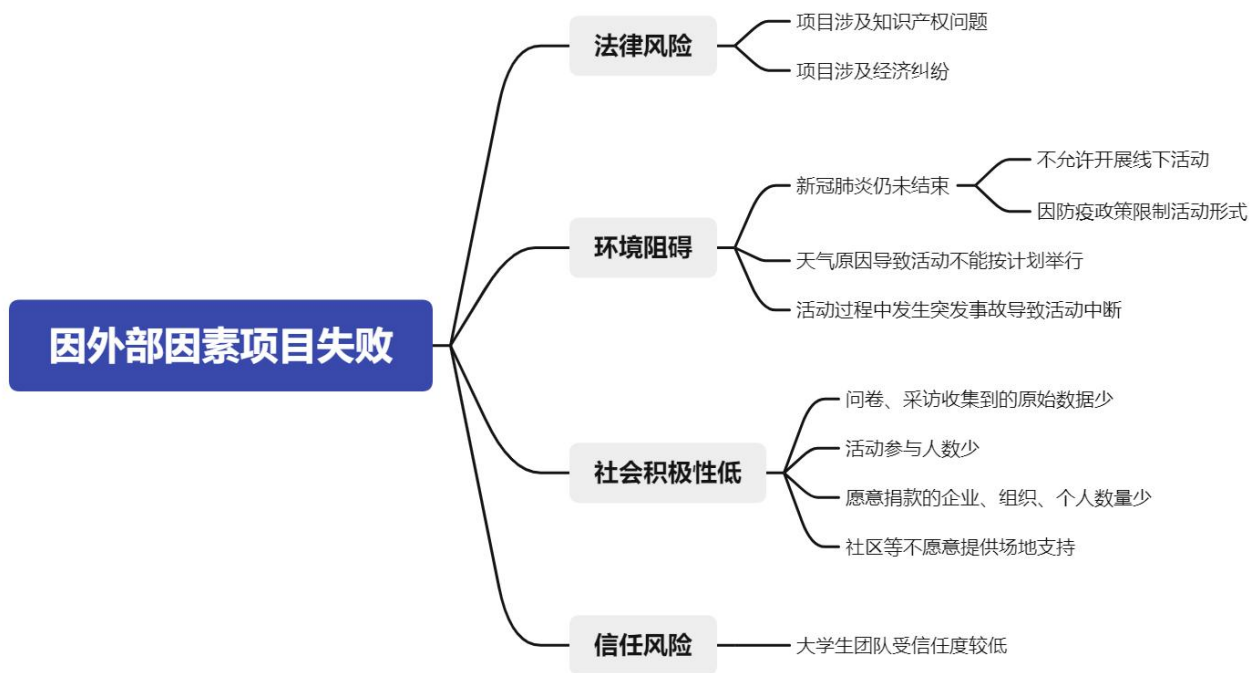 因外部因素项目失败
法律风险
项目涉及知识产权问题
项目涉及经济纠纷
环境阻碍
新冠肺炎仍未结束
不允许开展线下活动
因防疫政策限制活动形式
天气原因导致活动不能按计划举行
活动过程中发生突发事故导致活动中断
社会积极性低
问卷、采访收集到的原始数据少
活动参与人数少
愿意捐款的企业、组织、个人数量少
社区等不愿意提供场地支持
信任风险
大学生团队受信任度较低